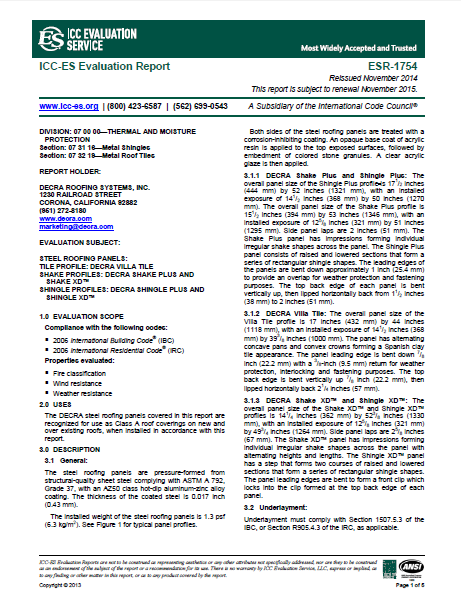 ICC EVALUATION
SERVICE
Most Widely Accepted and Trusted
ICC-ES Evaluation Report
ESR-1754
Reissued November 2014
This report is subject to renewal November 2015.
www.icc-es.org | (800) 423-6587 | (562) 699-0543
A Subsidiary of the International Code Council®
DIVISION: 07 00 00—THERMAL AND MOISTURE
PROTECTION
Section: 07 31 16—Metal Shingles
Section: 07 32 19—Metal Roof Tiles
REPORT HOLDER:
DECRA ROOFING SYSTEMS, INC.
1230 RAILROAD STREET
CORONA, CALIFORNIA 92882
(951) 272-8180
www.decra.com
marketing@decra.com
EVALUATION SUBJECT:
STEEL ROOFING PANELS:
TILE PROFILE: DECRA VILLA TILE
SHAKE PROFILES: DECRA SHAKE PLUS AND
SHAKE XD™
SHINGLE PROFILES: DECRA SHINGLE PLUS AND
SHINGLE XD™
1.0 EVALUATION SCOPE
Compliance with the following codes:
■ 2006 International Building Code® (IBC)
■ 2006 International Residential Code® (IRC)
Properties evaluated:
■ Fire classification
■ Wind resistance
■ Weather resistance
2.0 USES
The DECRA steel roofing panels covered in this report are
recognized for use as Class A roof coverings on new and
over existing roofs, when installed in accordance with this
report.
3.0 DESCRIPTION
3.1 General:
The steel roofing panels are pressure-formed from
structural-quality sheet steel complying with ASTM A 792,
Grade 37, with an AZ50 class hot-dip aluminum-zinc alloy
coating. The thickness of the coated steel is 0.017 inch
(0.43 mm).
The installed weight of the steel roofing panels is 1.3 psf
(6.3 kg/m²). See Figure 1 for typical panel profiles.
Both sides of the steel roofing panels are treated with a
corrosion-inhibiting coating. An opaque base coat of acrylic
resin is applied to the top exposed surfaces, followed by
embedment of colored stone granules. A clear acrylic
glaze is then applied.
3.1.1 DECRA Shake Plus and Shingle Plus: The
overall panel size of the Shingle Plus profile is 17 1/2 inches
(444 mm) by 52 inches (1321 mm), with an installed
exposure of 14 1/2 inches (368 mm) by 50 inches (1270
mm). The overall panel size of the Shake Plus profile is
15 1/2 inches (394 mm) by 53 inches (1346 mm), with an
installed exposure of 12 5/8 inches (321 mm) by 51 inches
(1295 mm). Side panel laps are 2 inches (51 mm). The
Shake Plus panel has impressions forming individual
irregular shake shapes across the panel. The Shingle Plus
panel consists of raised and lowered sections that form a
series of rectangular shingle shapes. The leading edges of
the panels are bent down approximately 1 inch (25.4 mm)
to provide an overlap for weather protection and fastening
purposes. The top back edge of each panel is bent
vertically up, then lipped horizontally back from 1 1/2 inches
(38 mm) to 2 inches (51 mm).
3.1.2 DECRA Villa Tile: The overall panel size of the
Villa Tile profile is 17 inches (432 mm) by 44 inches
(1118 mm), with an installed exposure of 14 1/2 inches (368
mm) by 39 3/8 inches (1000 mm). The panel has alternating
concave pans and convex crowns forming a Spanish clay
tile appearance. The panel leading edge is bent down 7/8
inch (22.2 mm) with a 3/8-inch (9.5 mm) return for weather
protection, interlocking and fastening purposes. The top
back edge is bent vertically up 7/8 inch (22.2 mm), then
lipped horizontally back 2 1/4 inches (57 mm).
3.1.3 DECRA Shake XD™ and Shingle XD™: The
overall panel size of the Shake XD™ and Shingle XD™
profiles is 14 1/4 inches (362 mm) by 52 3/8 inches (1330
mm), with an installed exposure of 12 5/8 inches (321 mm)
by 49 3/4 inches (1264 mm). Side panel laps are 2 5/8 inches
(67 mm). The Shake XD™ panel has impressions forming
individual irregular shake shapes across the panel with
alternating heights and lengths. The Shingle XD™ panel
has a step that forms two courses of raised and lowered
sections that form a series of rectangular shingle shapes.
The panel leading edges are bent to form a front clip which
locks into the clip formed at the top back edge of each
panel.
3.2 Underlayment:
Underlayment must comply with Section 1507.5.3 of the
IBC, or Section R905.4.3 of the IRC, as applicable.
ICC-ES Evaluation Reports are not to be construed as representing aesthetics or any other attributes not specifically addressed, nor are they to be construed
as an endorsement of the subject of the report or a recommendation for its use. There is no warranty by ICC Evaluation Service, LLC, express or implied, as
to any finding or other matter in this report, or as to any product covered by the report.
ANSI
Copyright © 2013
Page 1 of 5